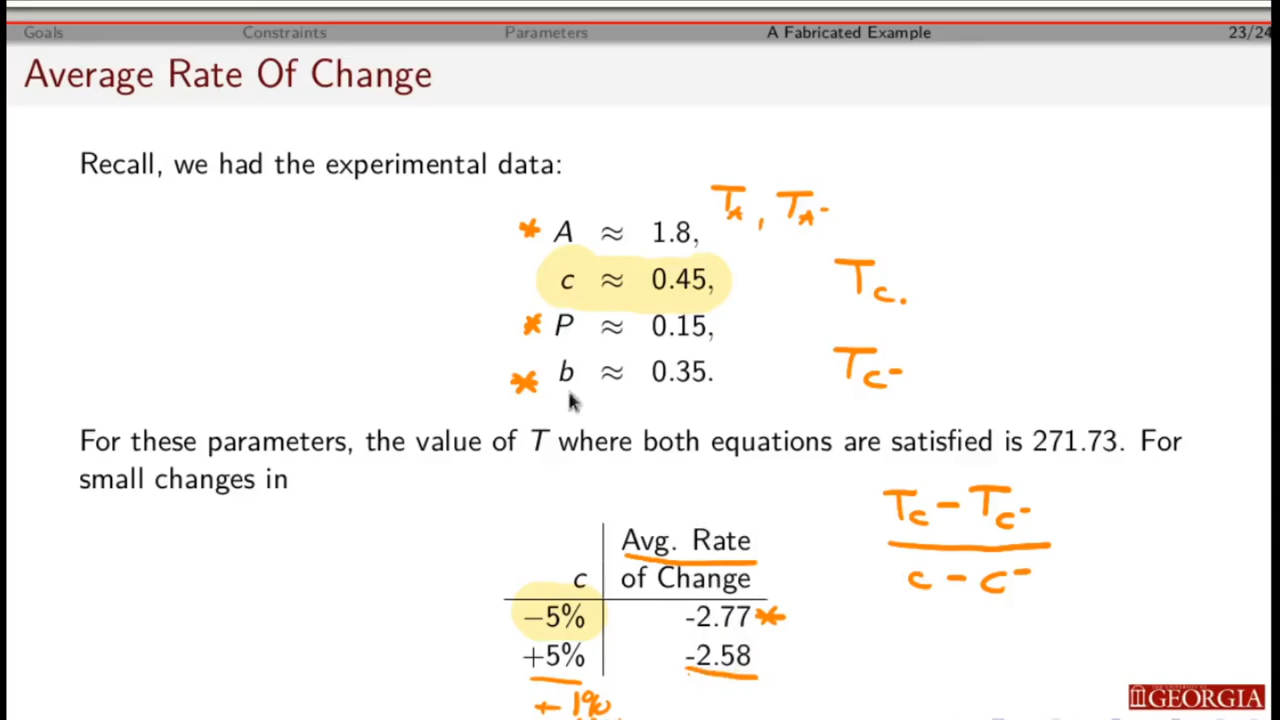 Goals Constraints Parameters A Fabricated Example 23/24
Average Rate Of Change
Recall, we had the experimental data:
T_A, T_A-
* A ≈ 1.8,
c ≈ 0.45, T_c.
* P ≈ 0.15,
* b ≈ 0.35. T_c-
For these parameters, the value of T where both equations are satisfied is 271.73. For
small changes in
T_c - T_c-
Avg. Rate
c of Change
c - c-
−5% -2.77 *
+5% -2.58
+ 1%
GEORGIA